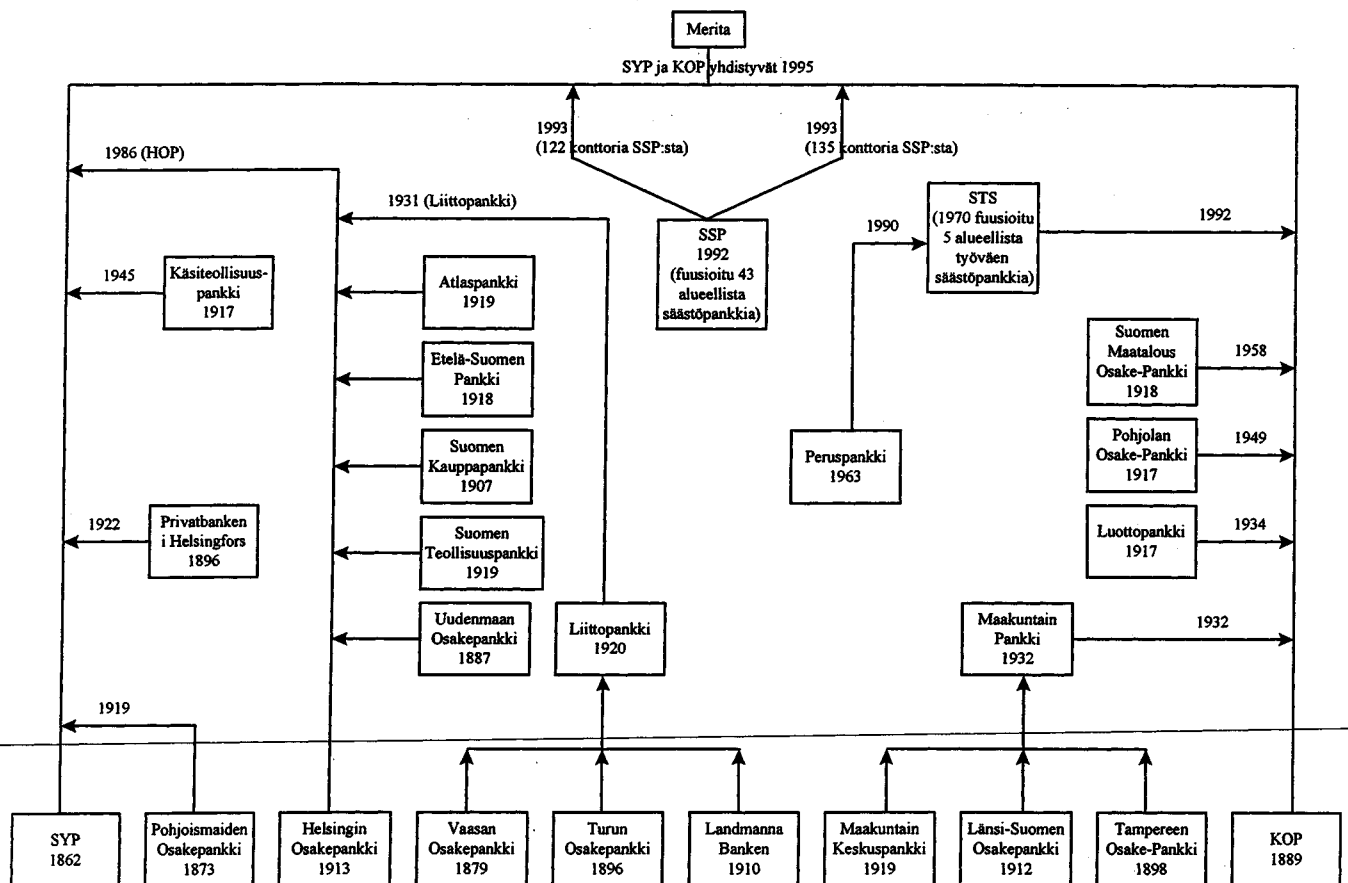 Merita
SYP ja KOP yhdistyvät 1995
1993
(122 konttoria SSP:sta)
1993
(135 konttoria SSP:sta)
1986 (HOP)
1931 (Liittopankki)
SSP
1992
(fuusioitu 43
alueellista
säästöpankkia)
1990
STS
(1970 fuusioitu
5 alueellista
työväen
säästöpankkia)
1992
1945
Käsiteollisuus-
pankki
1917
Atlaspankki
1919
Etelä-Suomen
Pankki
1918
Suomen
Maatalous
Osake-Pankki
1918
1958
Suomen
Kauppapankki
1907
Peruspankki
1963
Pohjolan
Osake-Pankki
1917
1949
1922
Privatbanken
i Helsingfors
1896
Suomen
Teollisuuspankki
1919
Luottopankki
1917
1934
Uudenmaan
Osakepankki
1887
Liittopankki
1920
Maakuntain
Pankki
1932
1932
1919
SYP
1862
Pohjoismaiden
Osakepankki
1873
Helsingin
Osakepankki
1913
Vaasan
Osakepankki
1879
Turun
Osakepankki
1896
Landmanna
Banken
1910
Maakuntain
Keskuspankki
1919
Länsi-Suomen
Osakepankki
1912
Tampereen
Osake-Pankki
1898
KOP
1889